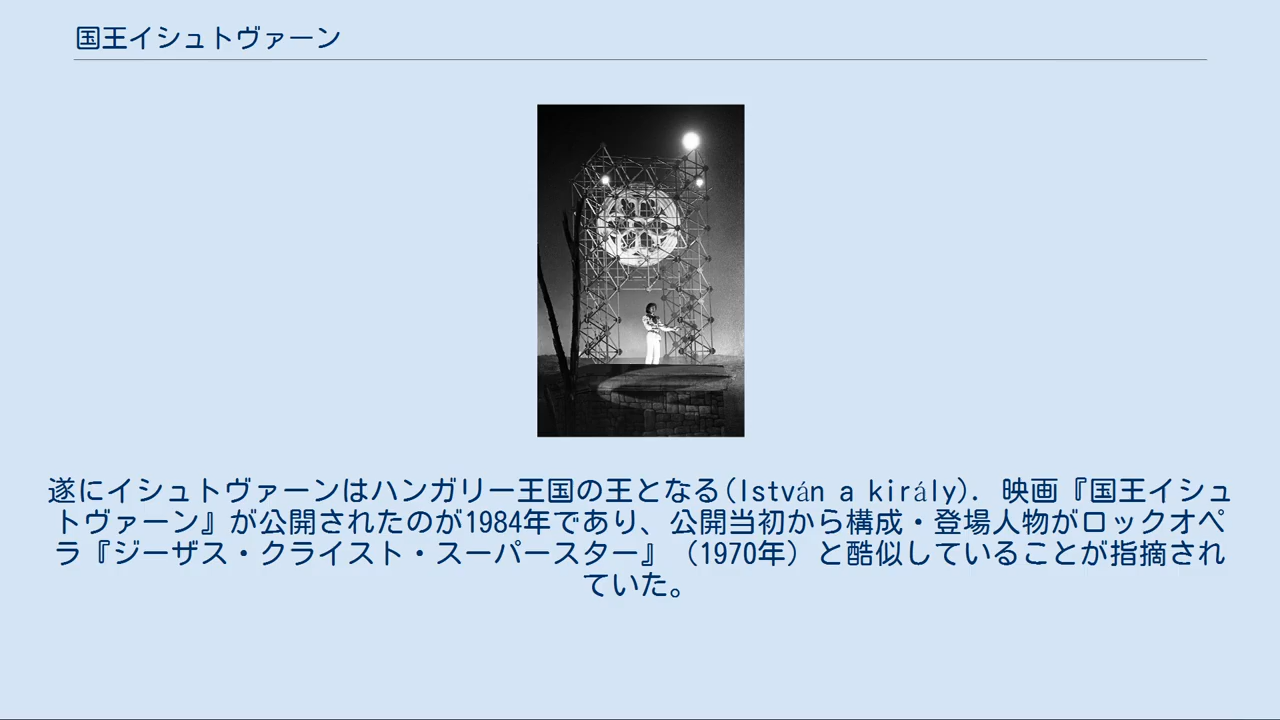 国王イシュトヴァーン
遂にイシュトヴァーンはハンガリー王国の王となる(István a király). 映画『国王イシュ
トヴァーン』が公開されたのが1984年であり、公開当初から構成・登場人物がロックオペ
ラ『ジーザス・クライスト・スーパースター』（1970年）と酷似していることが指摘され
ていた。